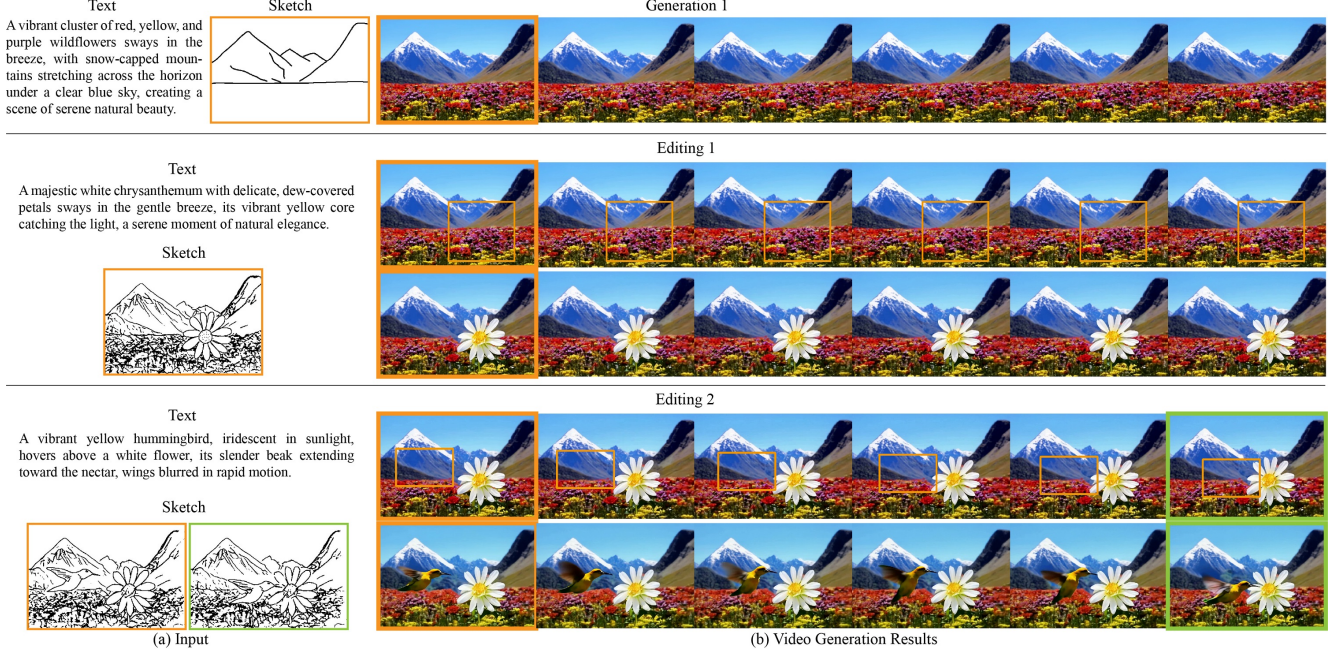 Text
Sketch
Generation 1
A vibrant cluster of red, yellow, and
purple wildflowers sways in the
breeze, with snow-capped moun-
tains stretching across the horizon
under a clear blue sky, creating a
scene of serene natural beauty.
Editing 1
Text
A majestic white chrysanthemum with delicate, dew-covered
petals sways in the gentle breeze, its vibrant yellow core
catching the light, a serene moment of natural elegance.
Sketch
Editing 2
Text
A vibrant yellow hummingbird, iridescent in sunlight,
hovers above a white flower, its slender beak extending
toward the nectar, wings blurred in rapid motion.
Sketch
(a) Input
(b) Video Generation Results